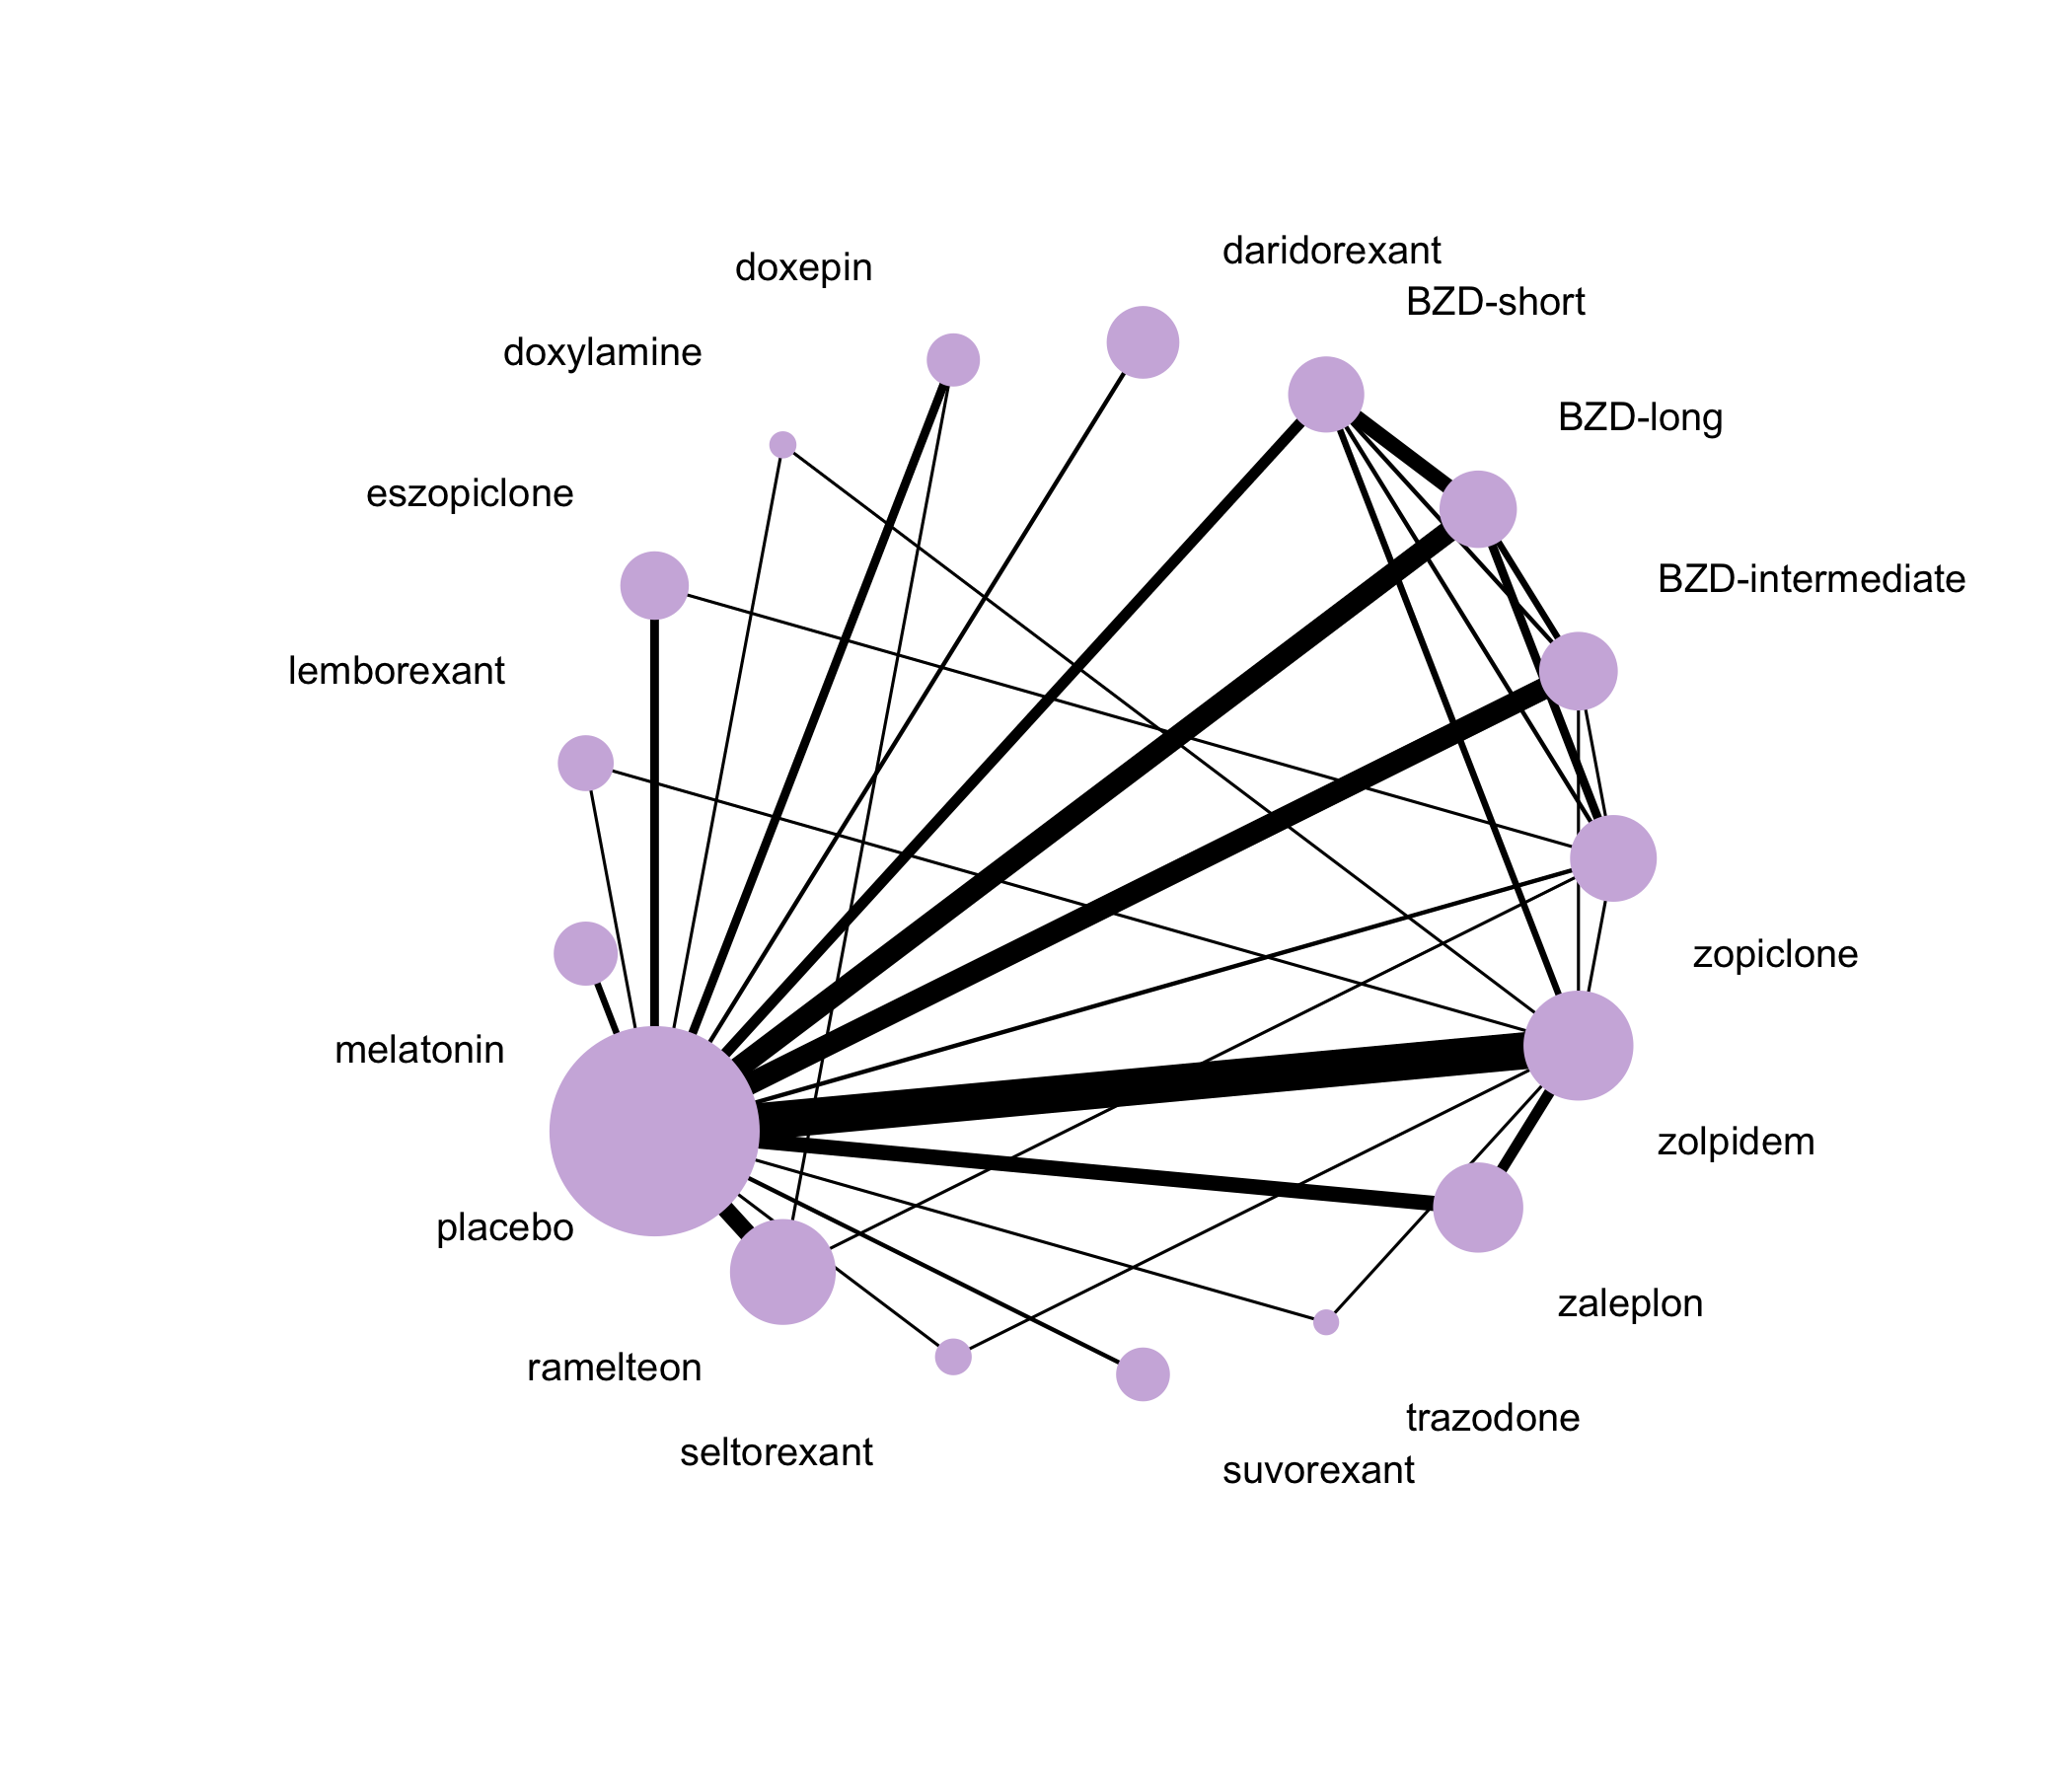 daridorexant
doxepin
BZD-short
doxylamine
BZD-long
eszopiclone
BZD-intermediate
lemborexant
zopiclone
melatonin
zolpidem
placebo
zaleplon
ramelteon
trazodone
seltorexant
suvorexant